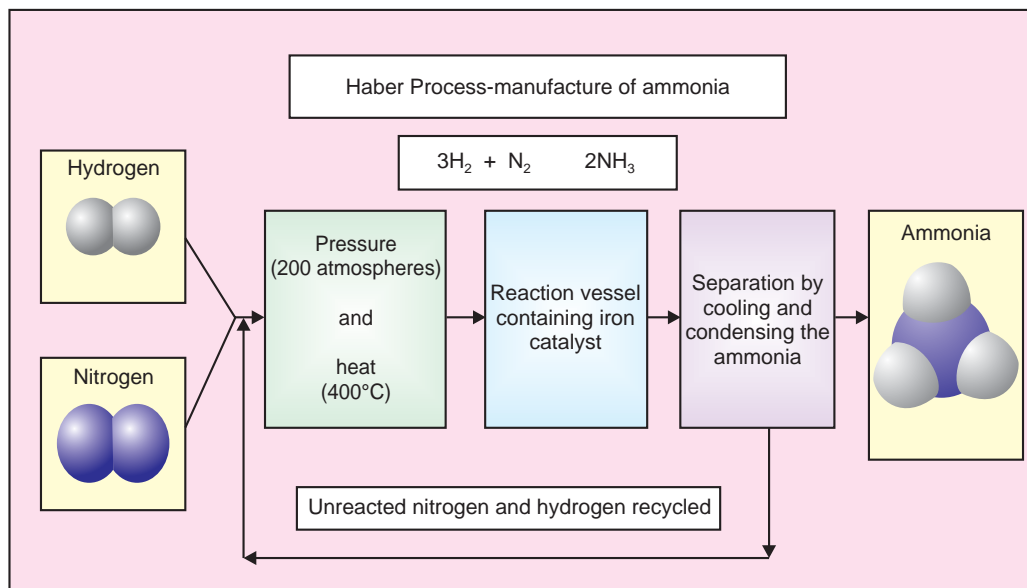 Haber Process-manufacture of ammonia
3H₂ + N₂ 2NH₃
Hydrogen
Nitrogen
Pressure
(200 atmospheres)
and
heat
(400°C)
Reaction vessel
containing iron
catalyst
Separation by
cooling and
condensing the
ammonia
Ammonia
Unreacted nitrogen and hydrogen recycled